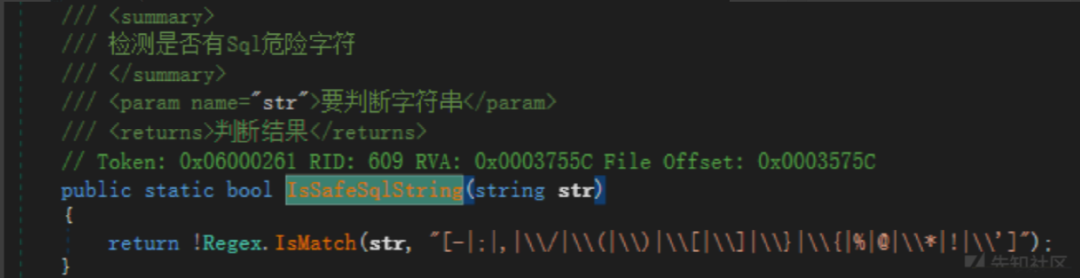 /// <summary>
/// 检测是否有Sql危险字符
/// </summary>
/// <param name="str">要判断字符串</param>
/// <returns>判断结果</returns>
// Token: 0x06000261 RID: 609 RVA: 0x0003755C File Offset: 0x0003575C
public static bool IsSafeSqlString(string str)
{
return !Regex.IsMatch(str, "[-|;|,|\\/|\\(|\\)|\\[|\\]|\\}|\\{|%|@|\\*|!|\\']");
}
先知社区